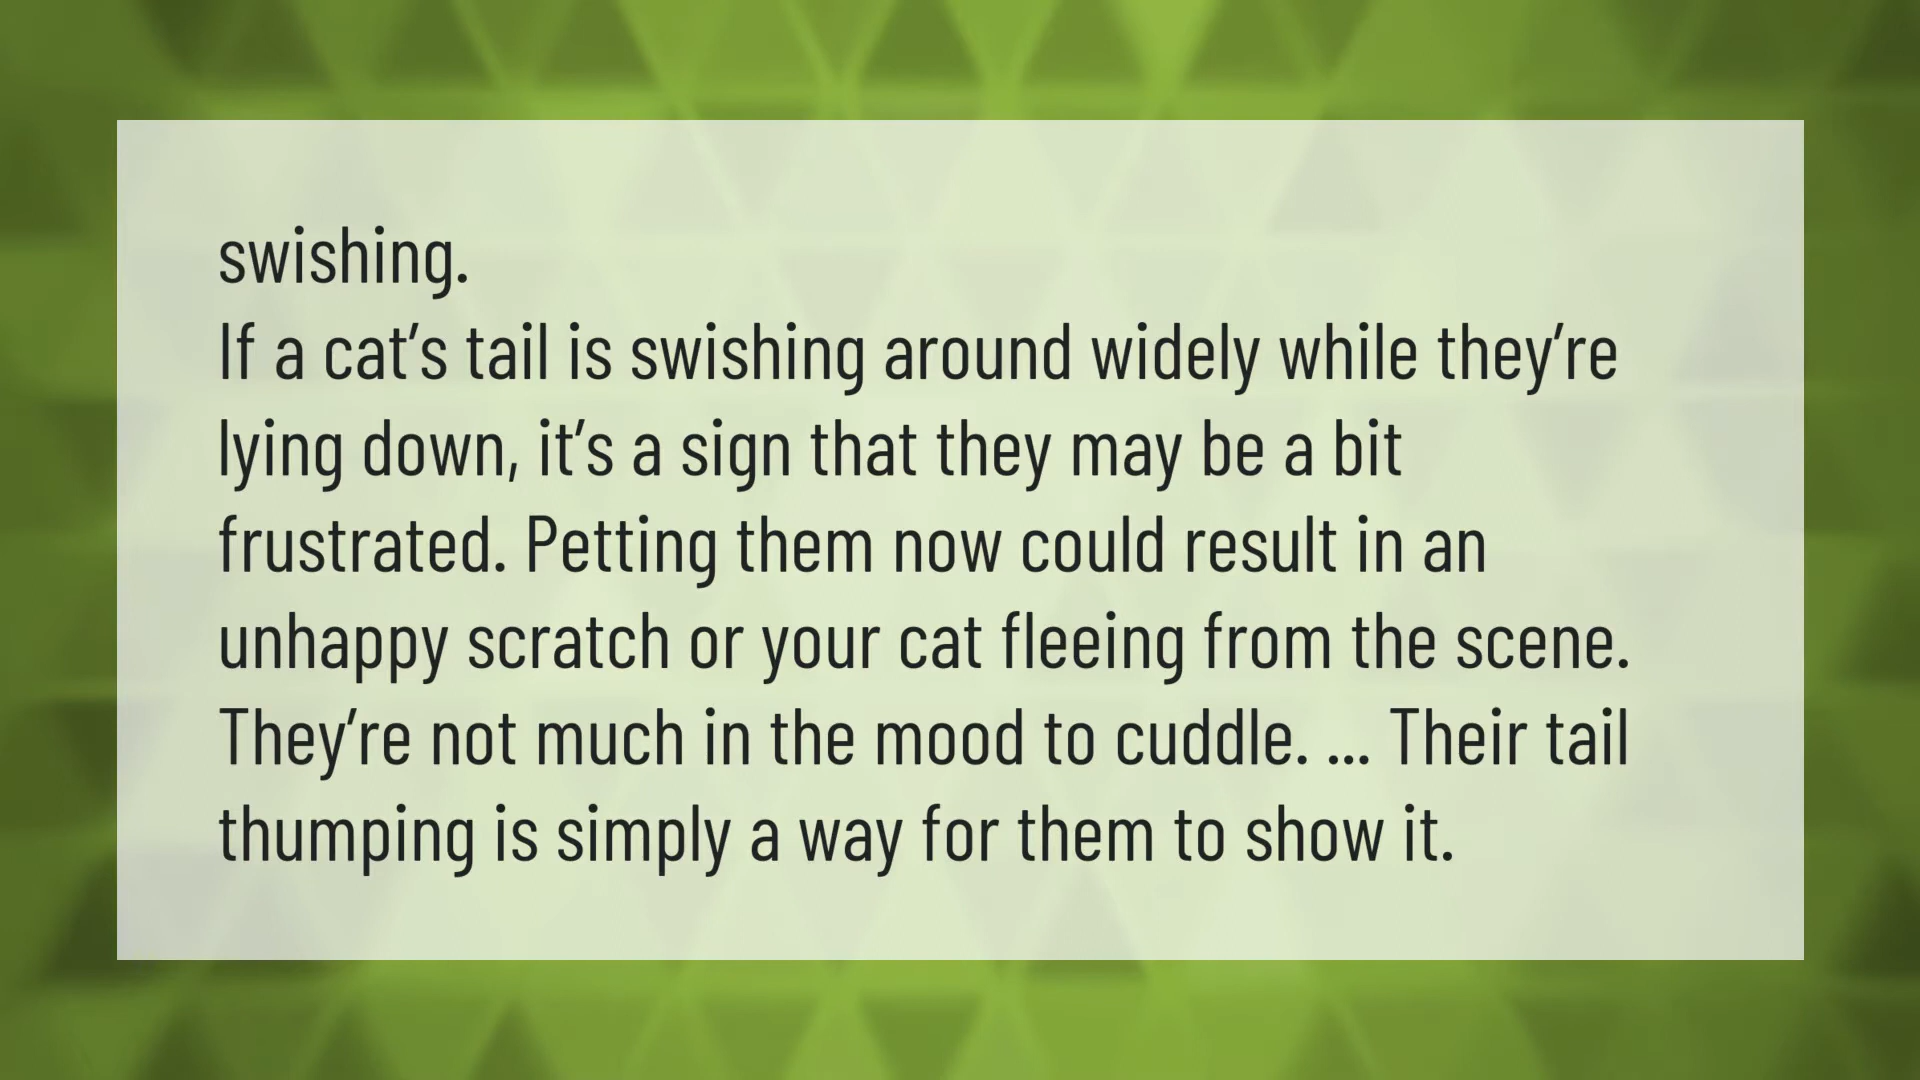 swishing.
If a cat’s tail is swishing around widely while they’re
lying down, it’s a sign that they may be a bit
frustrated. Petting them now could result in an
unhappy scratch or your cat fleeing from the scene.
They’re not much in the mood to cuddle. ... Their tail
thumping is simply a way for them to show it.